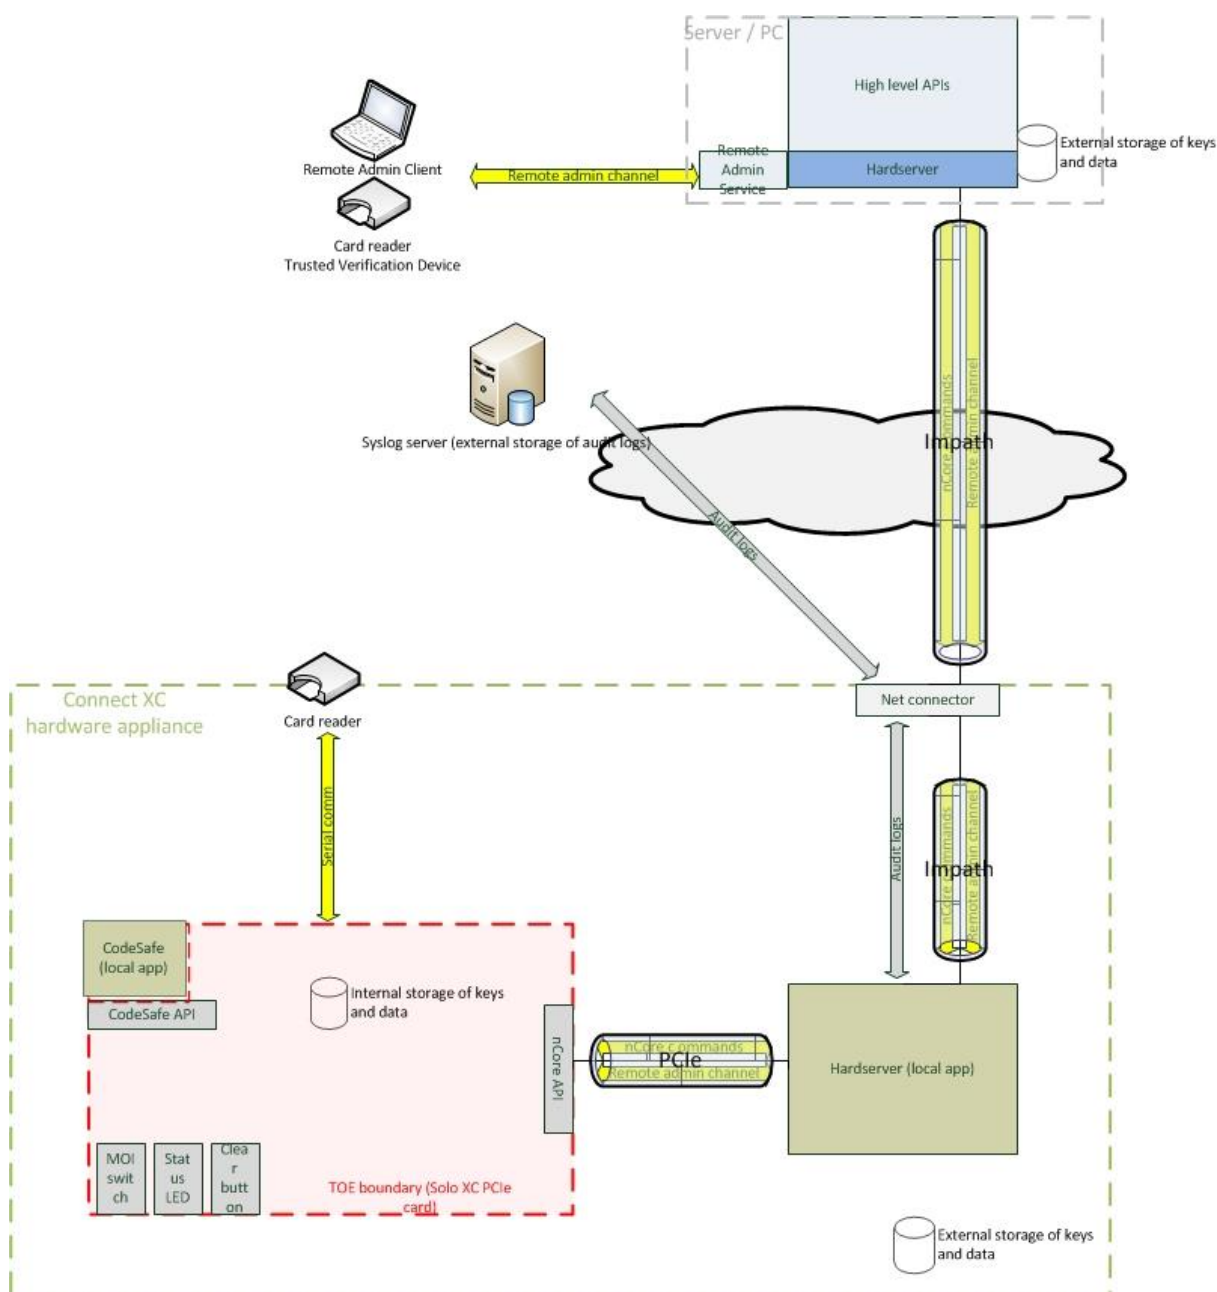 Server / PC
High level APIs
External storage of keys
and data
Remote
Admin
Service
Hardserver
Remote Admin Client
Remote admin channel
Card reader
Trusted Verification Device
Syslog server (external storage of audit logs)
Impath
nCore commands
Remote admin channel
Audit logs
Connect XC
hardware appliance
Card reader
Net connector
Serial comm
Audit logs
Impath
nCore commands
Remote admin channel
CodeSafe
(local app)
CodeSafe API
Internal storage of keys
and data
nCore API
nCore c ommands
PCIe
Remote admin channel
Hardserver (local app)
MOI
swit
ch
Stat
us
LED
Clea
r
butt
on
TOE boundary (Solo XC PCIe
card)
External storage of keys
and data